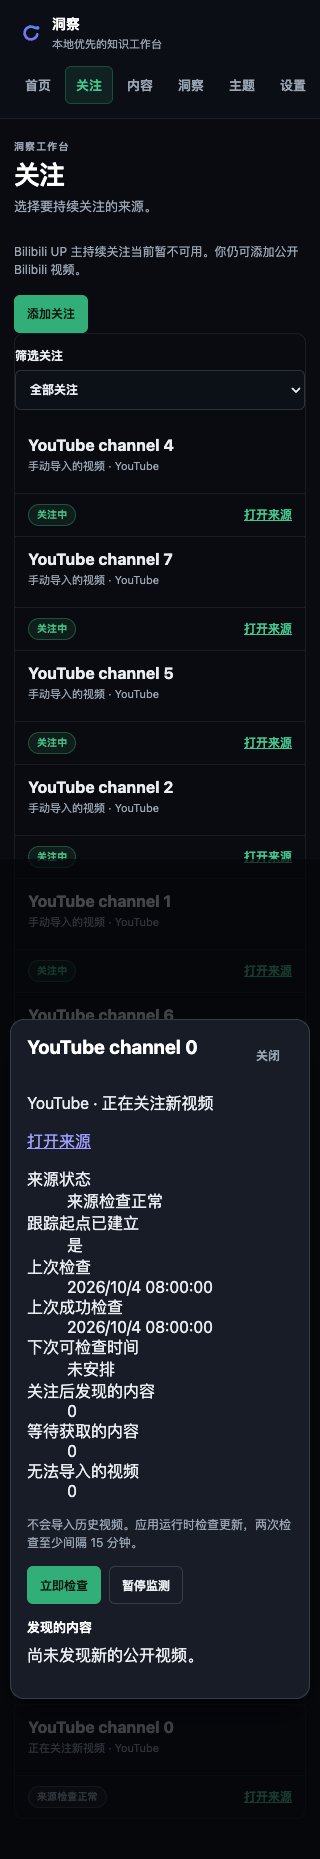 洞察
本地优先的知识工作台
首页 关注 内容 洞察 主题 设置
洞察工作台
关注
选择要持续关注的来源。
Bilibili UP 主持续关注当前暂不可用。你仍可添加公开
Bilibili 视频。
添加关注
筛选关注
全部关注
YouTube channel 4
手动导入的视频 · YouTube
关注中 打开来源
YouTube channel 7
手动导入的视频 · YouTube
关注中 打开来源
YouTube channel 5
手动导入的视频 · YouTube
关注中 打开来源
YouTube channel 2
手动导入的视频 · YouTube
关注中 打开来源
YouTube channel 1
手动导入的视频 · YouTube
关注中 打开来源
YouTube channel 6
YouTube channel 0
关闭
YouTube · 正在关注新视频
打开来源
来源状态
来源检查正常
跟踪起点已建立
是
上次检查
2026/10/4 08:00:00
上次成功检查
2026/10/4 08:00:00
下次可检查时间
未安排
关注后发现的内容
0
等待获取的内容
0
无法导入的视频
0
不会导入历史视频。应用运行时检查更新，两次检
查至少间隔 15 分钟。
立即检查 暂停监测
发现的内容
尚未发现新的公开视频。
YouTube channel 0
正在关注新视频 · YouTube
来源检查正常 打开来源